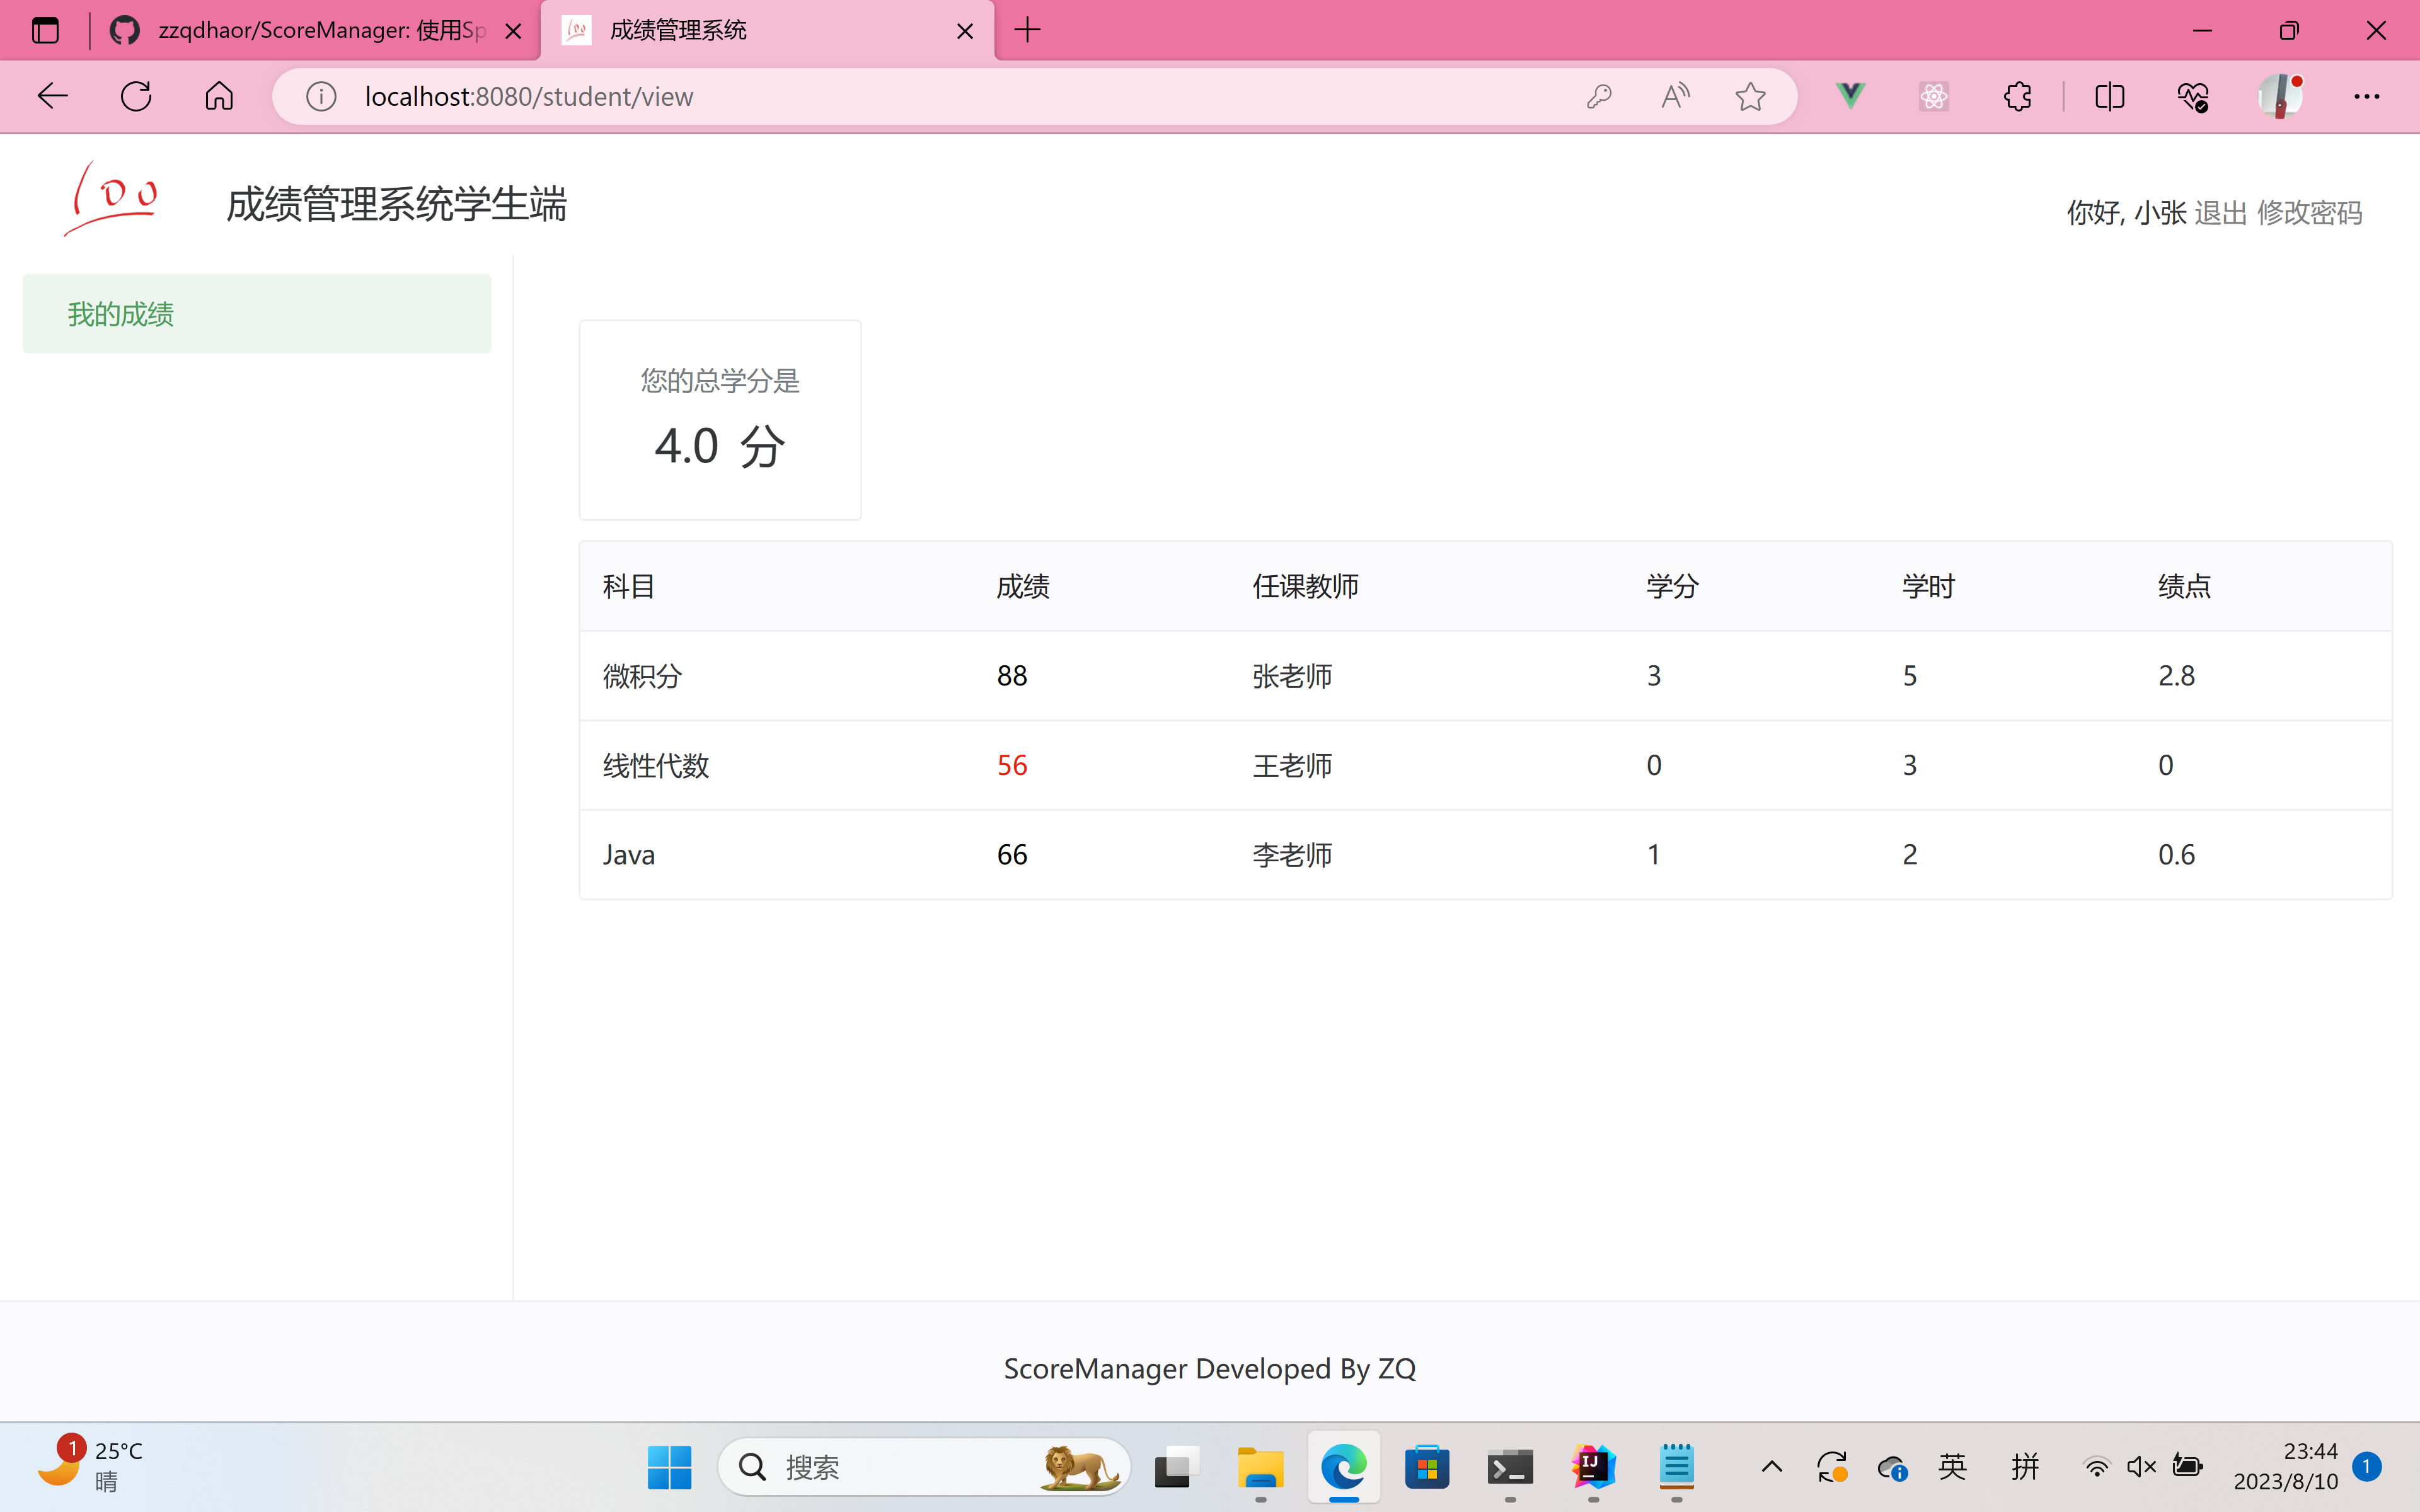 zzqdhaor/ScoreManager: 使用Sp
成绩管理系统
localhost:8080/student/view
100
成绩管理系统学生端
你好, 小张 退出 修改密码
我的成绩
您的总学分是
4.0 分
科目 成绩 任课教师 学分 学时 绩点
微积分 88 张老师 3 5 2.8
线性代数 56 王老师 0 3 0
Java 66 李老师 1 2 0.6
ScoreManager Developed By ZQ
1 25°C
晴
搜索
IJ
英 拼
23:44
2023/8/10
1